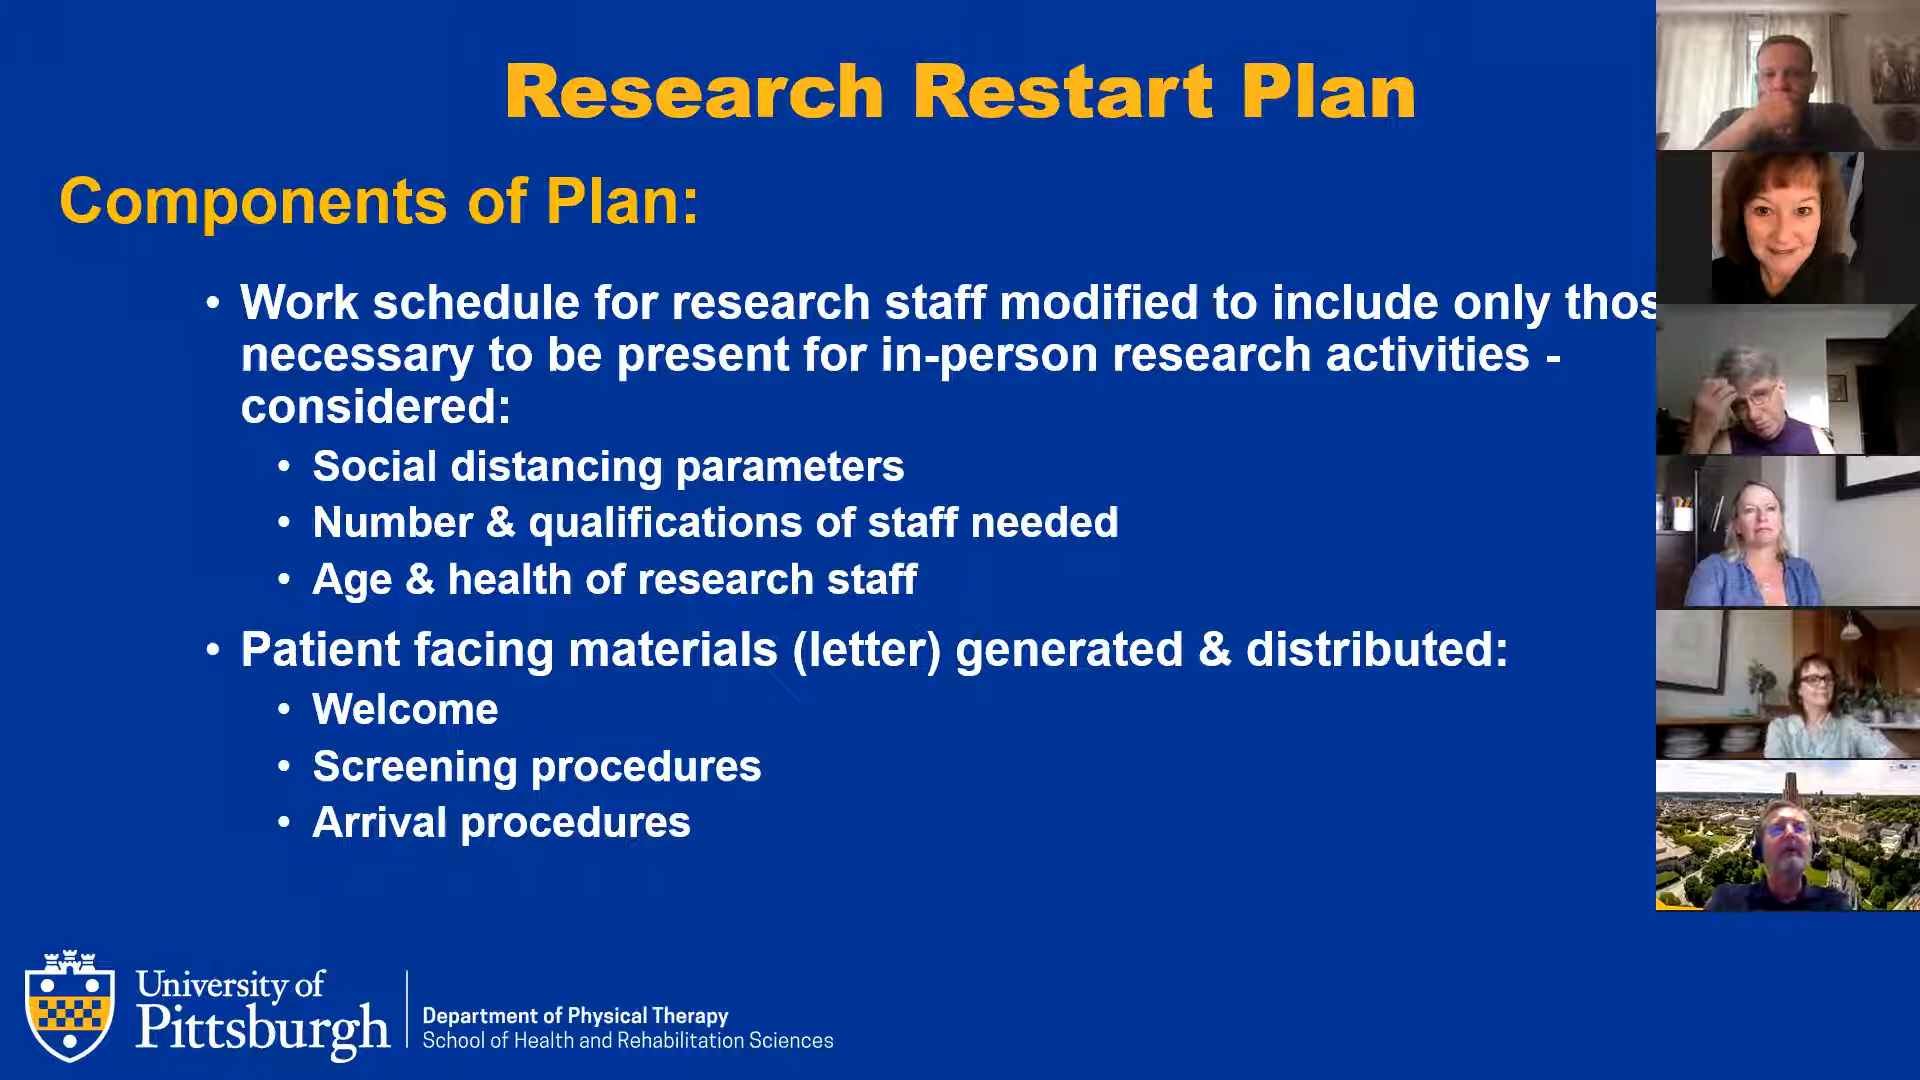 Research Restart Plan
Components of Plan:
• Work schedule for research staff modified to include only thos
necessary to be present for in-person research activities -
considered:
• Social distancing parameters
• Number & qualifications of staff needed
• Age & health of research staff
• Patient facing materials (letter) generated & distributed:
• Welcome
• Screening procedures
• Arrival procedures
University of
Pittsburgh
Department of Physical Therapy
School of Health and Rehabilitation Sciences